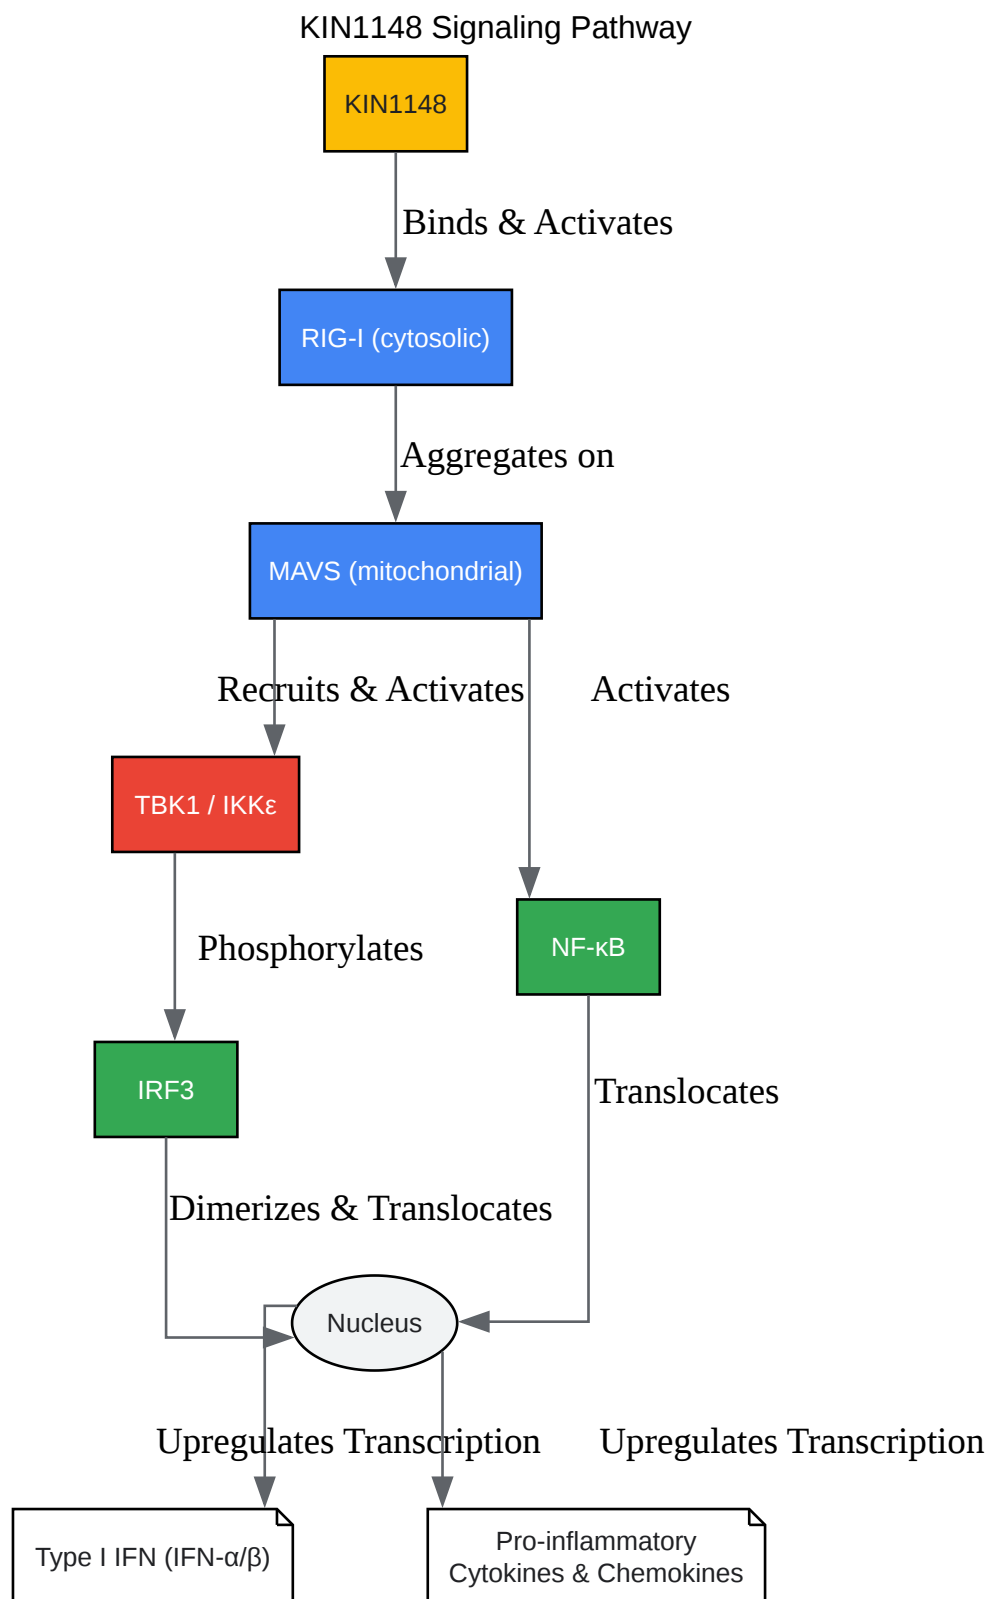 KIN1148 Signaling Pathway
KIN1148
Binds & Activates
RIG-I (cytosolic)
Aggregates on
MAVS (mitochondrial)
Recruits & Activates
Activates
TBK1 / IKKε
Phosphorylates
NF-κB
IRF3
Translocates
Dimerizes & Translocates
Nucleus
Upregulates Transcription
Upregulates Transcription
Type I IFN (IFN-α/β)
Pro-inflammatory
Cytokines & Chemokines